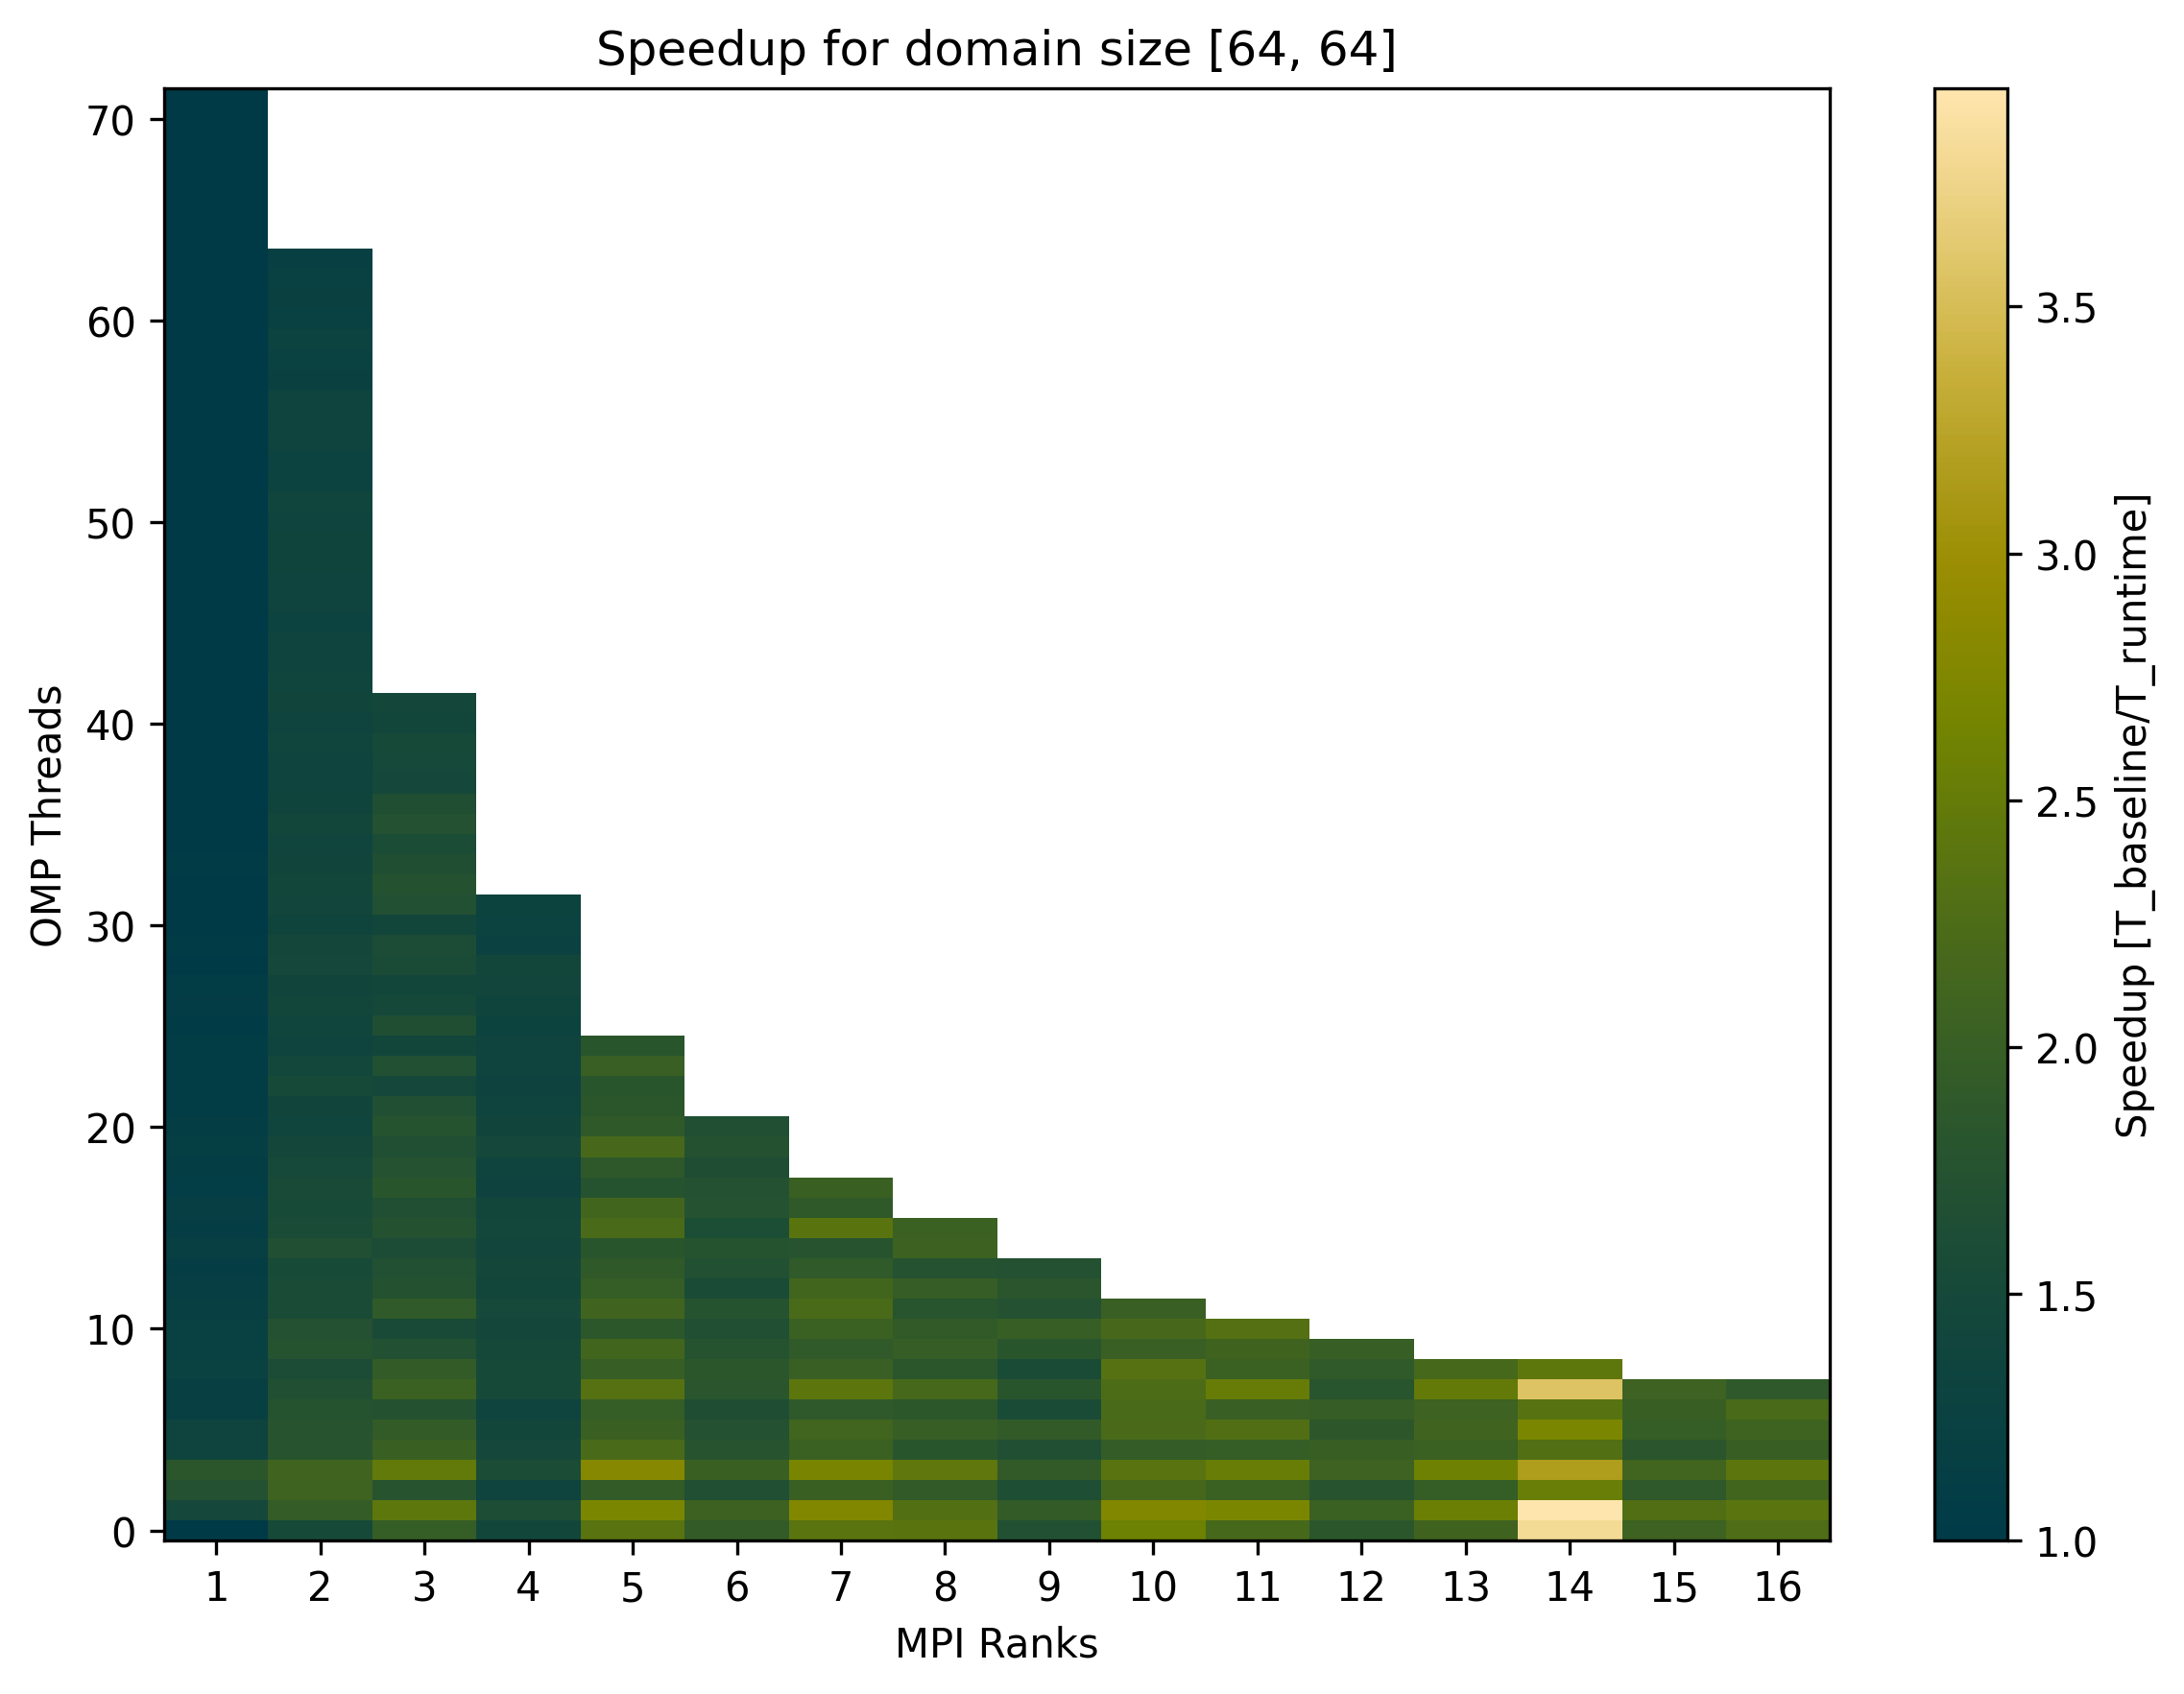 Speedup for domain size [64, 64]
70
60
50
40
30
20
10
0
OMP Threads
1 2 3 4 5 6 7 8 9 10 11 12 13 14 15 16
MPI Ranks
3.5
3.0
2.5
2.0
1.5
1.0
Speedup [T_baseline/T_runtime]